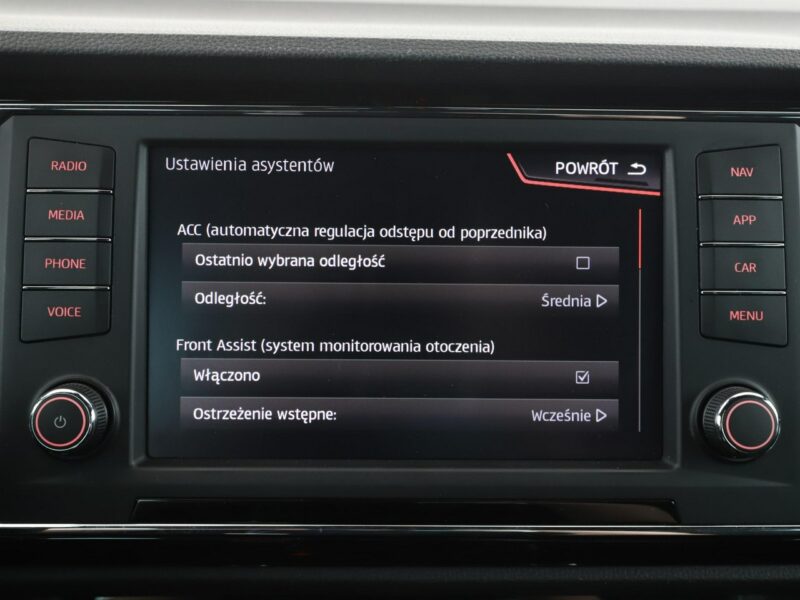 RADIO
MEDIA
PHONE
VOICE
Ustawienia asystentów
POWRÓT
ACC (automatyczna regulacja odstępu od poprzednika)
Ostatnio wybrana odległość
Odległość: Średnia
Front Assist (system monitorowania otoczenia)
Włączono
Ostrzeżenie wstępne: Wcześnie
NAV
APP
CAR
MENU